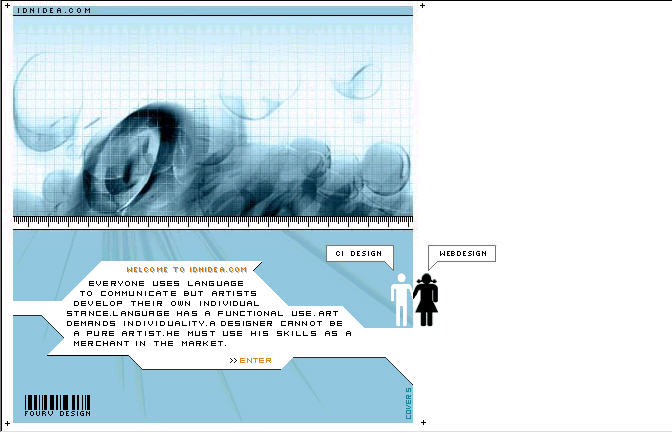 IDNIDEA.COM
CI DESIGN
WEBDESIGN
WELCOME TO IDNIDEA.COM
EVERYONE USES LANGUAGE
TO COMMUNICATE BUT ARTISTS
DEVELOP THEIR OWN INDIVIDUAL
STANCE.LANGUAGE HAS A FUNCTIONAL USE.ART
DEMANDS INDIVIDUALITY.A DESIGNER CANNOT BE
A PURE ARTIST.HE MUST USE HIS SKILLS AS A
MERCHANT IN THE MARKET.
>>ENTER
FOURV DESIGN
COVER 5